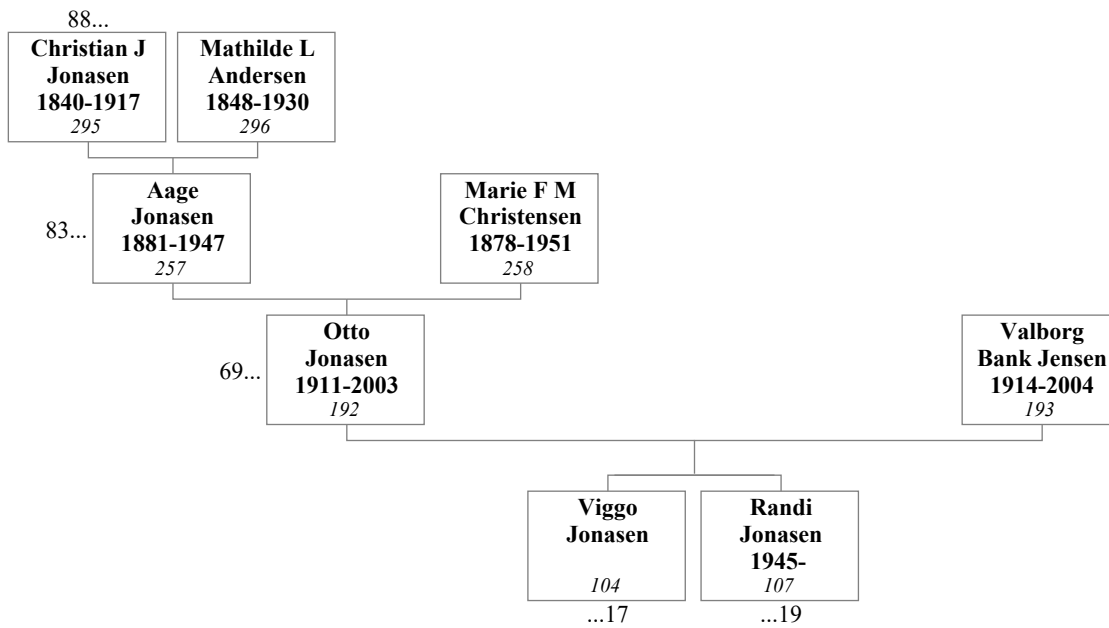 88...
Christian J
Jonasen
1840-1917
295
Mathilde L
Andersen
1848-1930
296
83...
Aage
Jonasen
1881-1947
257
Marie F M
Christensen
1878-1951
258
69...
Otto
Jonasen
1911-2003
192
Valborg
Bank Jensen
1914-2004
193
Viggo
Jonasen
104
...17
Randi
Jonasen
1945-
107
...19